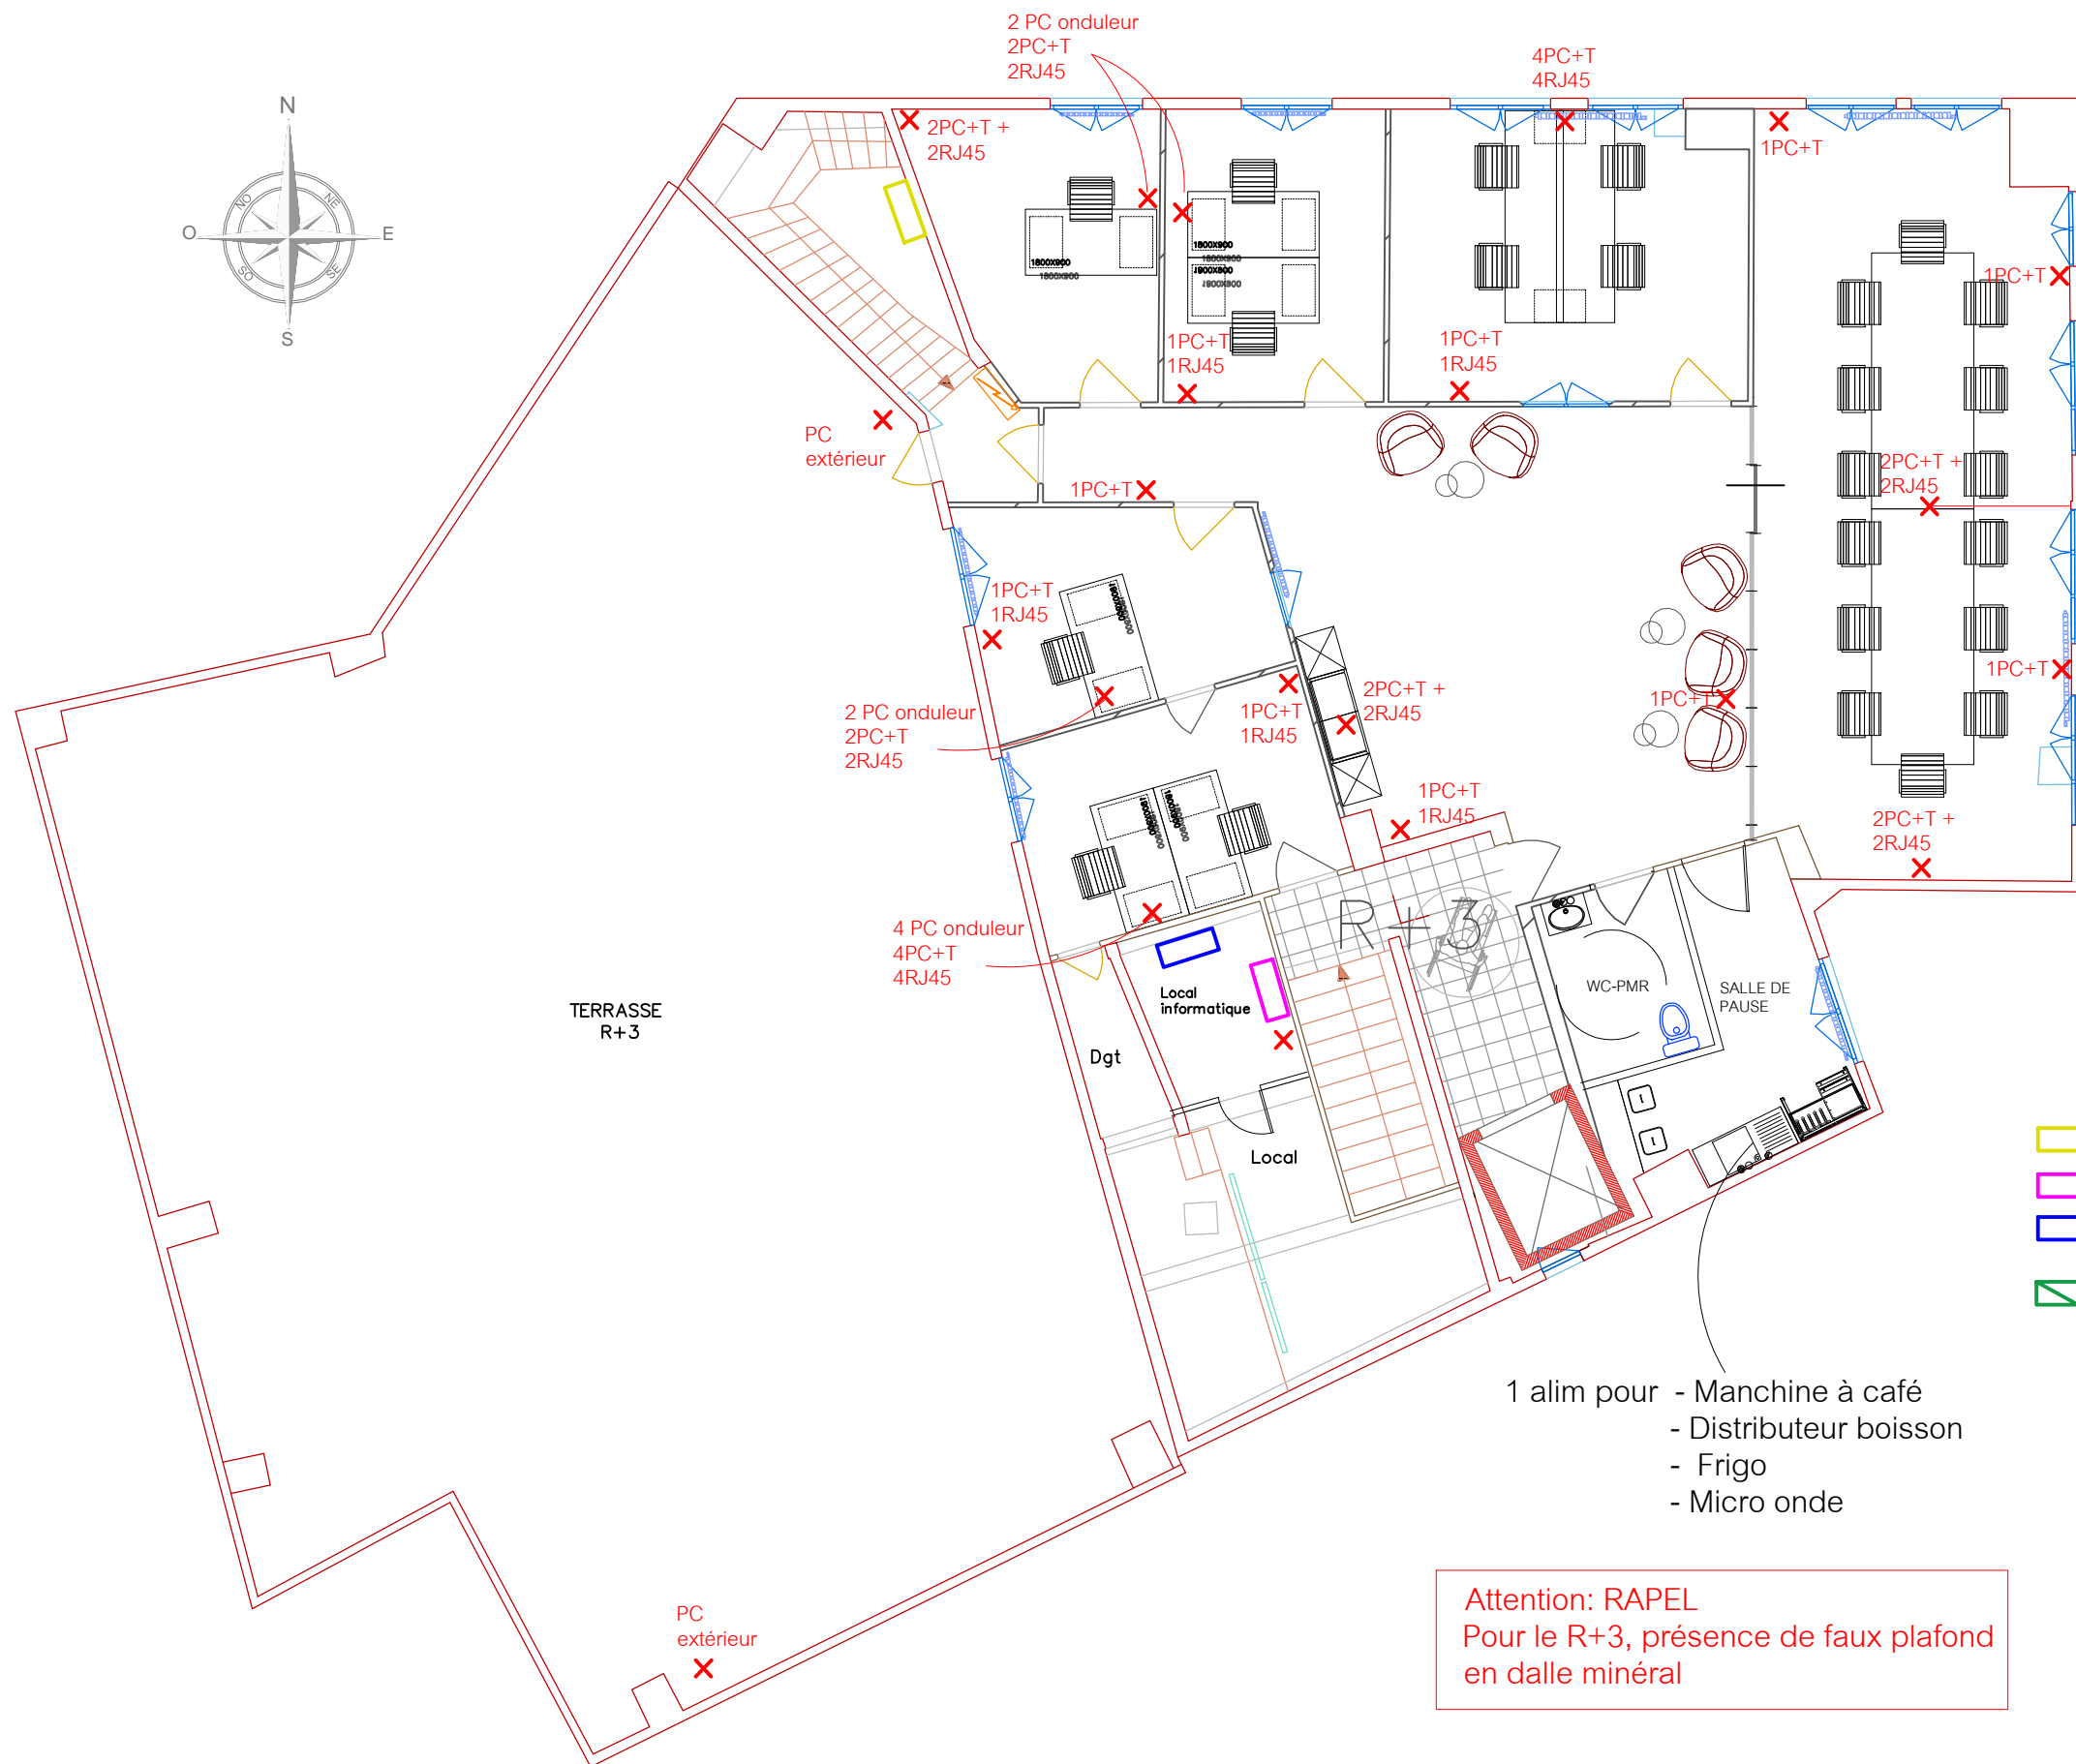 2 PC onduleur
2PC+T
2RJ45
4PC+T
4RJ45
N
NO
NE
O
E
SO
SE
S
2PC+T +
2RJ45
1PC+T
1PC+T
1800X900
1800X900
1800X900
1800X900
1PC+T
1RJ45
1PC+T
1RJ45
PC
extérieur
1PC+T
2PC+T +
2RJ45
1PC+T
1RJ45
1PC+T
1PC+T
2 PC onduleur
2PC+T
2RJ45
1PC+T
1RJ45
2PC+T +
2RJ45
1PC+T
1RJ45
2PC+T +
2RJ45
4 PC onduleur
4PC+T
4RJ45
R+3
Local
informatique
WC-PMR
SALLE DE
PAUSE
TERRASSE
R+3
Dgt
Local
1 alim pour - Manchine à café
- Distributeur boisson
- Frigo
- Micro onde
Attention: RAPEL
Pour le R+3, présence de faux plafond
en dalle minéral
PC
extérieur